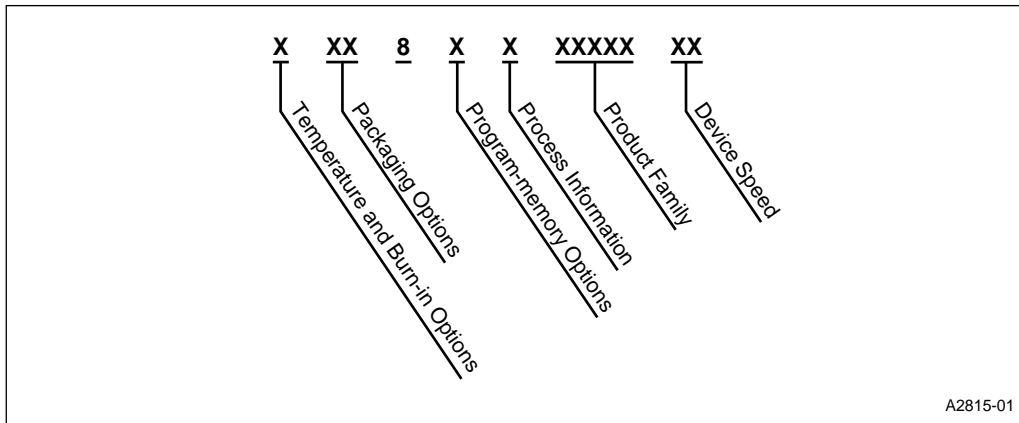 X XX 8 X X XXXXX XX
Temperature and Burn-in Options
Packaging Options
Program-memory Options
Process Information
Product Family
Device Speed
A2815-01